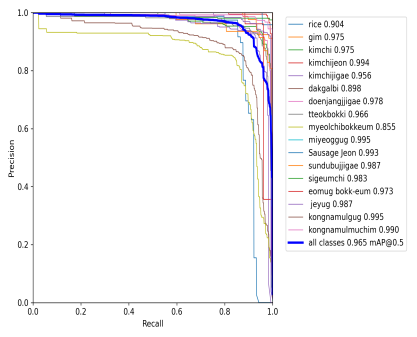 1.0
0.8
0.6
0.4
0.2
0.0
Precision
0.0 0.2 0.4 0.6 0.8 1.0
Recall
rice 0.904
gim 0.975
kimchi 0.975
kimchijeon 0.994
kimchijigae 0.956
dakgalbi 0.898
doenjangjjigae 0.978
tteokbokki 0.966
myeolchibokkeum 0.855
miyeoggug 0.995
Sausage Jeon 0.993
sundubujjigae 0.987
sigeumchi 0.983
eomug bokk-eum 0.973
jeyug 0.987
kongnamulgug 0.995
kongnamulmuchim 0.990
all classes 0.965 mAP@0.5